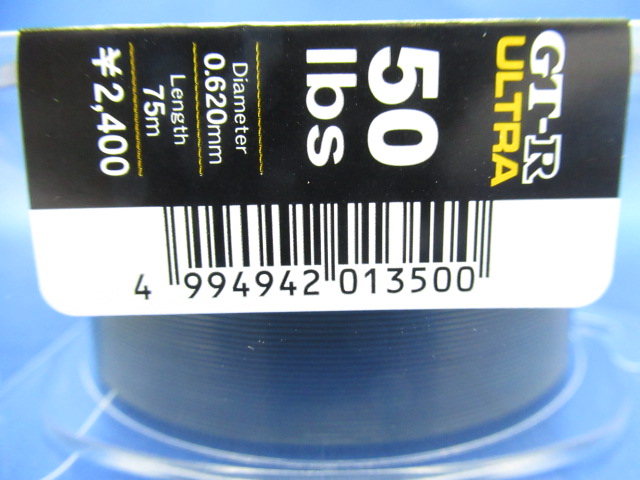 GT-R
ULTRA
50
lbs
Diameter
0.620mm
Length
75m
¥2,400
4 994942 013500